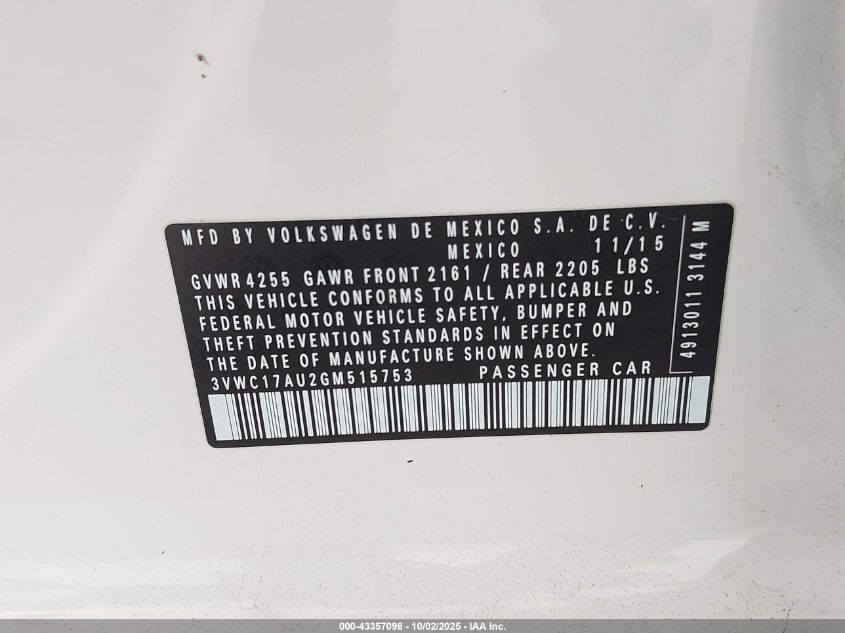 MFD BY VOLKSWAGEN DE MEXICO S.A. DE C.V.
MEXICO 11/15
GVWR 4255 GAWR FRONT 2161 / REAR 2205 LBS
THIS VEHICLE CONFORMS TO ALL APPLICABLE U.S.
FEDERAL MOTOR VEHICLE SAFETY, BUMPER AND
THEFT PREVENTION STANDARDS IN EFFECT ON
THE DATE OF MANUFACTURE SHOWN ABOVE.
3VWC17AU2GM515753 PASSENGER CAR
4913011 3144 M
000-43357098 - 10/02/2025 - IAA Inc.